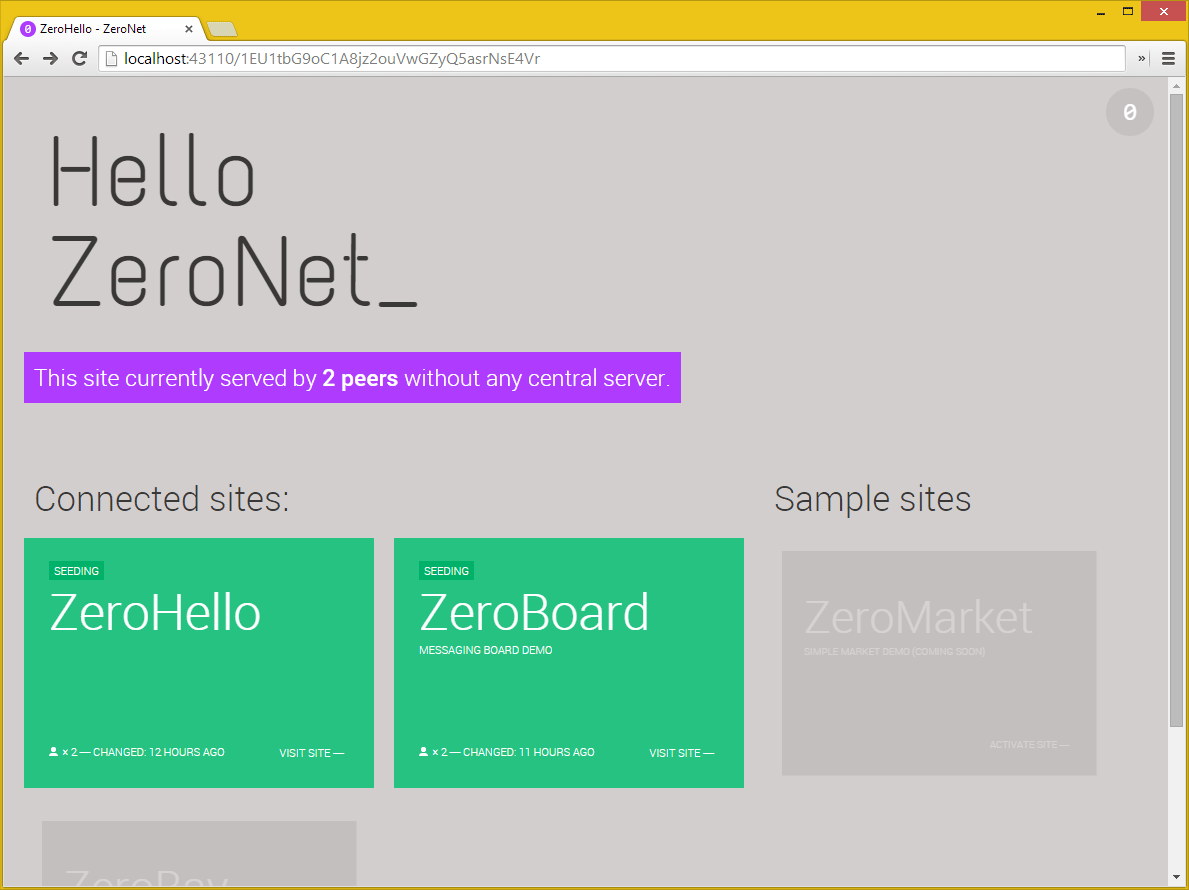 ZeroHello - ZeroNet
localhost:43110/1EU1tbG9oC1A8jz2ouVwGZyQ5asrNsE4Vr
0
Hello
ZeroNet_
This site currently served by 2 peers without any central server.
Connected sites:
SEEDING
ZeroHello
× 2 — CHANGED: 12 HOURS AGO
VISIT SITE —
SEEDING
ZeroBoard
MESSAGING BOARD DEMO
× 2 — CHANGED: 11 HOURS AGO
VISIT SITE —
Sample sites
ZeroMarket
SIMPLE MARKET DEMO (COMING SOON)
ACTIVATE SITE —